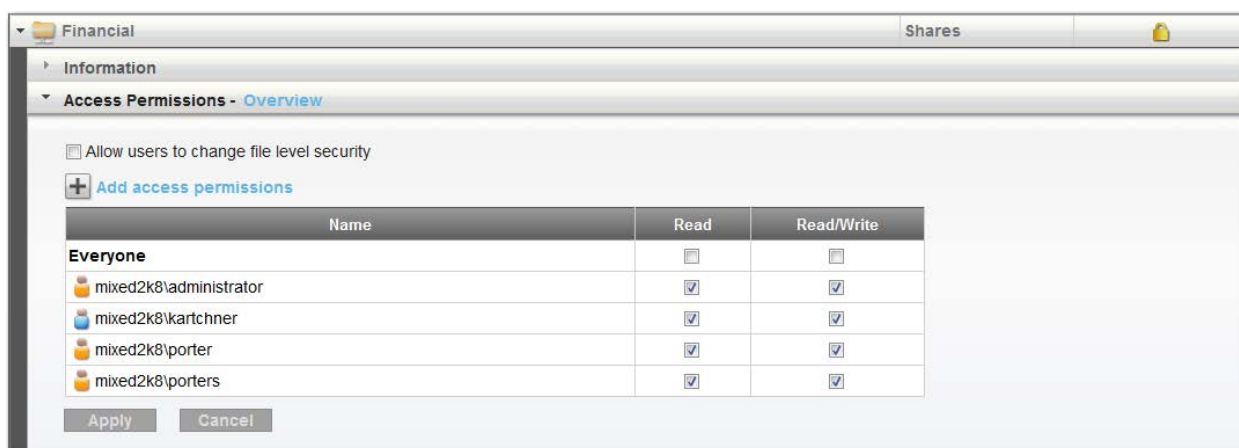 Financial Shares
Information
Access Permissions - Overview
Allow users to change file level security
Add access permissions
Name Read Read/Write
Everyone
mixed2k8\administrator
mixed2k8\kartchner
mixed2k8\porter
mixed2k8\porters
Apply Cancel